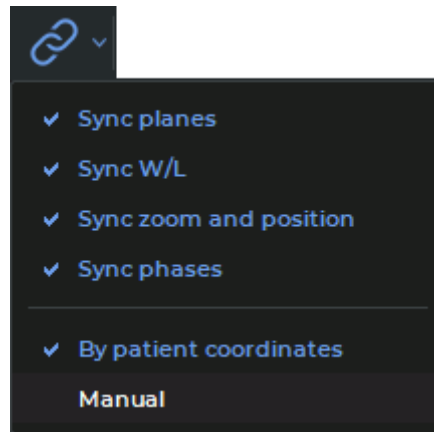 Sync planes
Sync W/L
Sync zoom and position
Sync phases
By patient coordinates
Manual